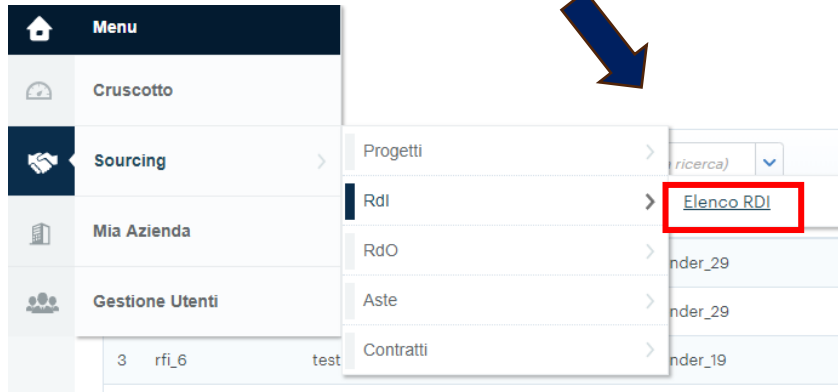 Menu
Cruscotto
Sourcing
Mia Azienda
Gestione Utenti
Progetti
RdI
RdO
Aste
Contratti
ricerca)
Elenco RDI
nder_29
nder_29
3 rfi_6 test nder_19